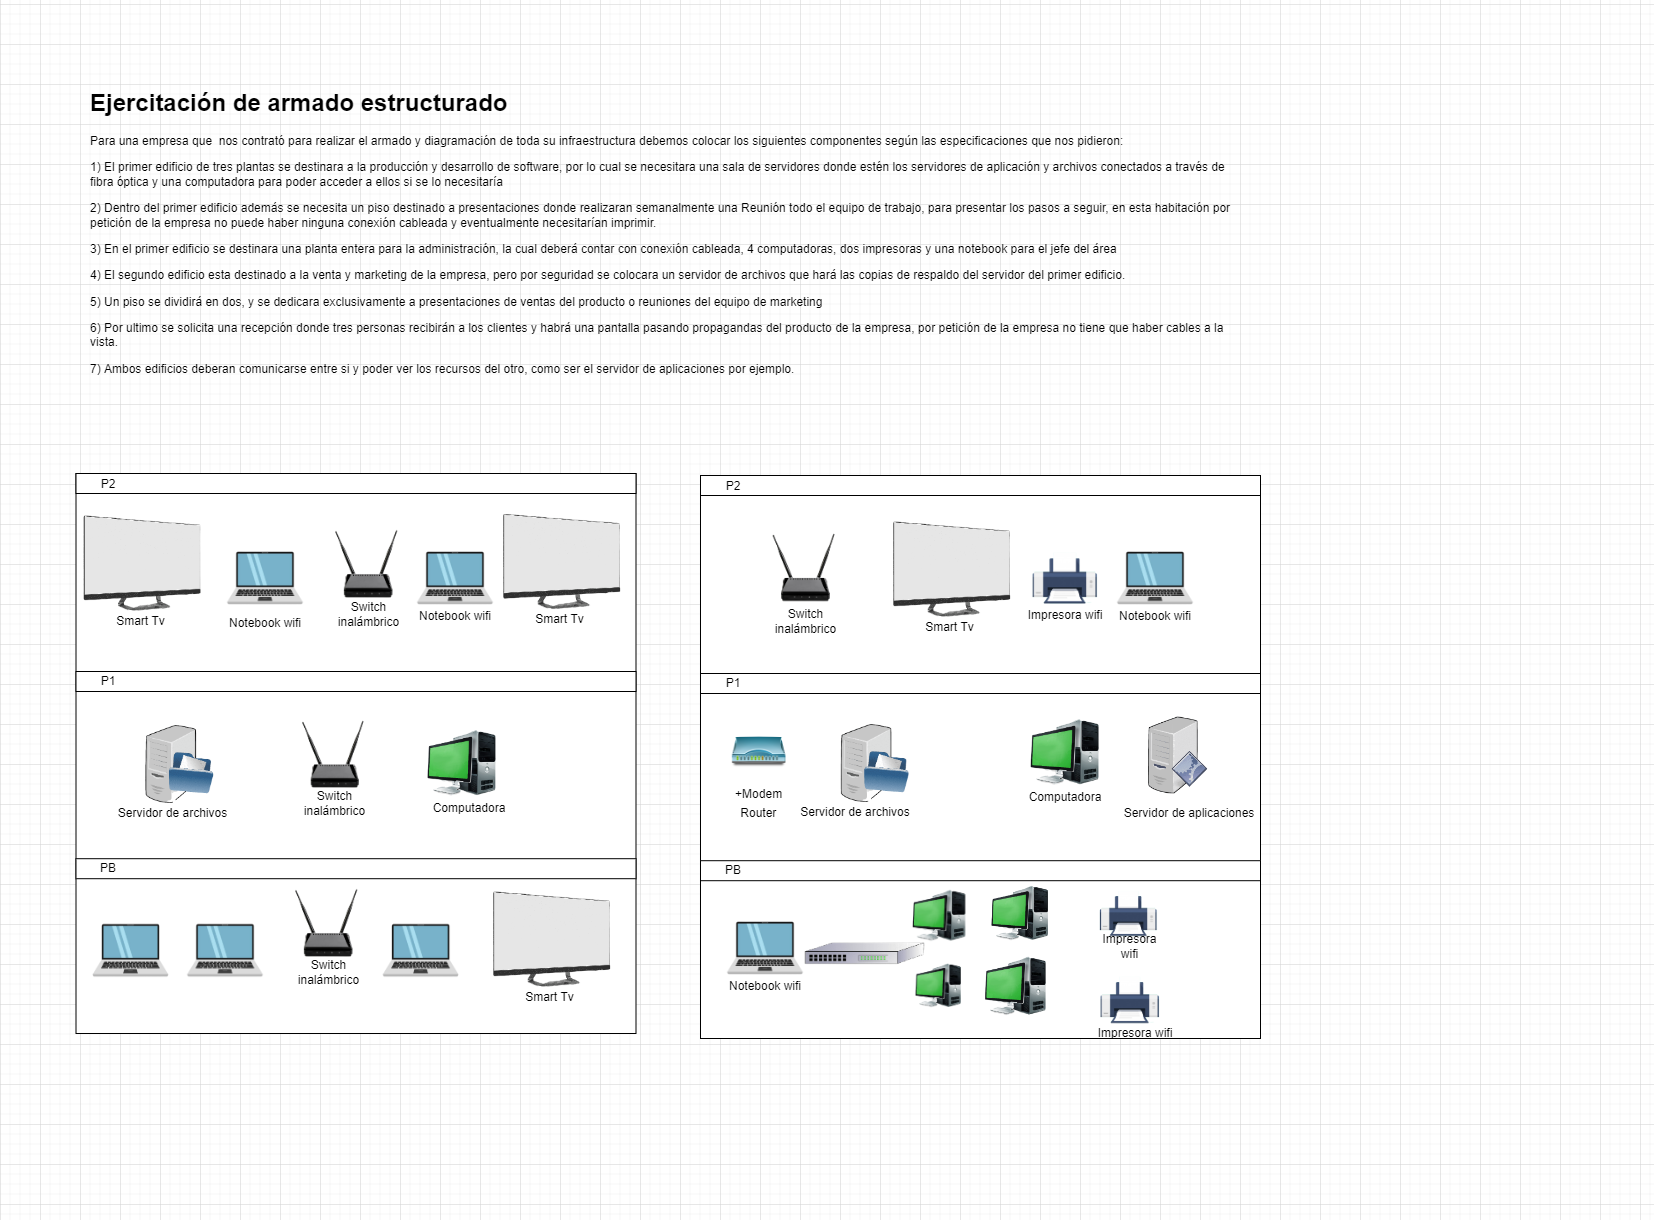 Ejercitación de armado estructurado
Para una empresa que  nos contrató para realizar el armado y diagramación de toda su infraestructura debemos colocar los siguientes componentes según las especificaciones que nos pidieron:
1) El primer edificio de tres plantas se destinara a la producción y desarrollo de software, por lo cual se necesitara una sala de servidores donde estén los servidores de aplicación y archivos conectados a través de
fibra óptica y una computadora para poder acceder a ellos si se lo necesitaría
2) Dentro del primer edificio además se necesita un piso destinado a presentaciones donde realizaran semanalmente una Reunión todo el equipo de trabajo, para presentar los pasos a seguir, en esta habitación por
petición de la empresa no puede haber ninguna conexión cableada y eventualmente necesitarían imprimir.
3) En el primer edificio se destinara una planta entera para la administración, la cual deberá contar con conexión cableada, 4 computadoras, dos impresoras y una notebook para el jefe del área
4) El segundo edificio esta destinado a la venta y marketing de la empresa, pero por seguridad se colocara un servidor de archivos que hará las copias de respaldo del servidor del primer edificio.
5) Un piso se dividirá en dos, y se dedicara exclusivamente a presentaciones de ventas del producto o reuniones del equipo de marketing
6) Por ultimo se solicita una recepción donde tres personas recibirán a los clientes y habrá una pantalla pasando propagandas del producto de la empresa, por petición de la empresa no tiene que haber cables a la
vista.
7) Ambos edificios deberan comunicarse entre si y poder ver los recursos del otro, como ser el servidor de aplicaciones por ejemplo.
P2
Smart Tv
Notebook wifi
Switch
inalámbrico
Notebook wifi
Smart Tv
P1
Servidor de archivos
Switch
inalámbrico
Computadora
PB
Switch
inalámbrico
Smart Tv
P2
Switch
inalámbrico
Smart Tv
Impresora wifi
Notebook wifi
P1
+Modem
Router
Servidor de archivos
Computadora
Servidor de aplicaciones
PB
Notebook wifi
Impresora
wifi
Impresora wifi